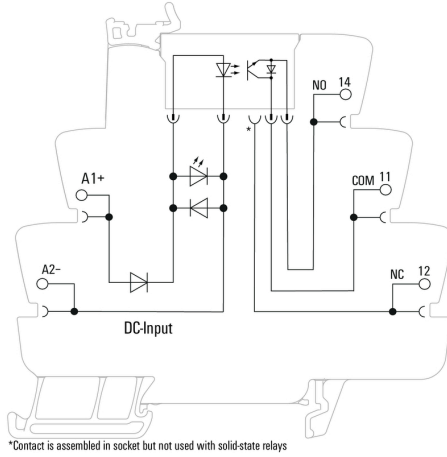 NO 14
*
A1+
COM 11
A2–
NC 12
DC-Input
*Contact is assembled in socket but not used with solid-state relays